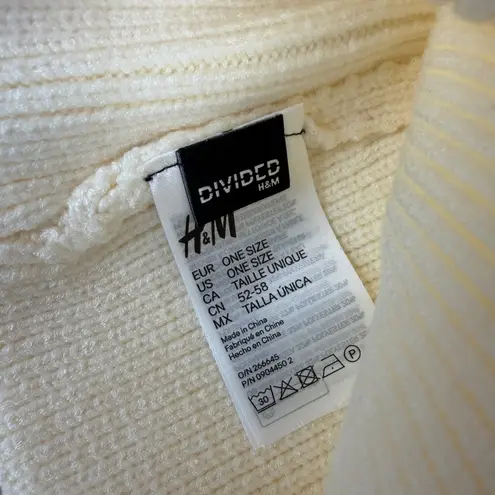 DIVIDED
H&M
H&M
EUR ONE SIZE
US ONE SIZE
CA TAILLE UNIQUE
CN 52-58
MX TALLA ÚNICA
Made in China
Fabriqué en Chine
Hecho en China
O/N 266645
P/N 0904450 2
30
P